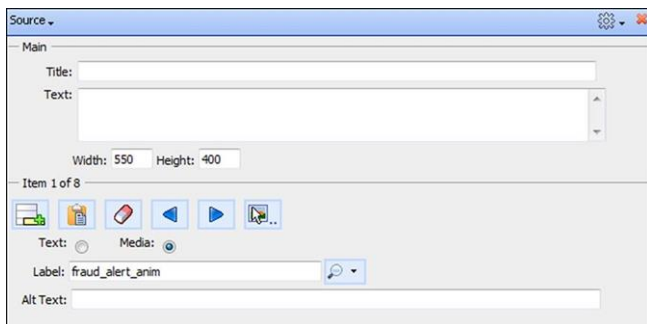 Source
Main
Title:
Text:
Width: 550 Height: 400
Item 1 of 8
Text: Media:
Label: fraud_alert_anim
Alt Text: